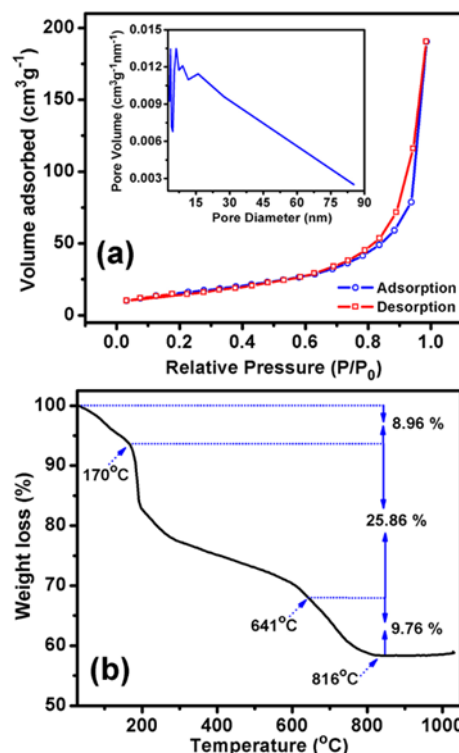 (a)
Volume adsorbed (cm³g⁻¹)
200
150
100
50
0
Pore Volume (cm³g⁻¹nm⁻¹)
0.015
0.012
0.009
0.006
0.003
15 30 45 60 75 90
Pore Diameter (nm)
Adsorption
Desorption
0.0 0.2 0.4 0.6 0.8 1.0
Relative Pressure (P/P₀)
(b)
Weight loss (%)
100
90
80
70
60
50
8.96 %
170°C
25.86 %
641°C
9.76 %
816°C
200 400 600 800 1000
Temperature (°C)